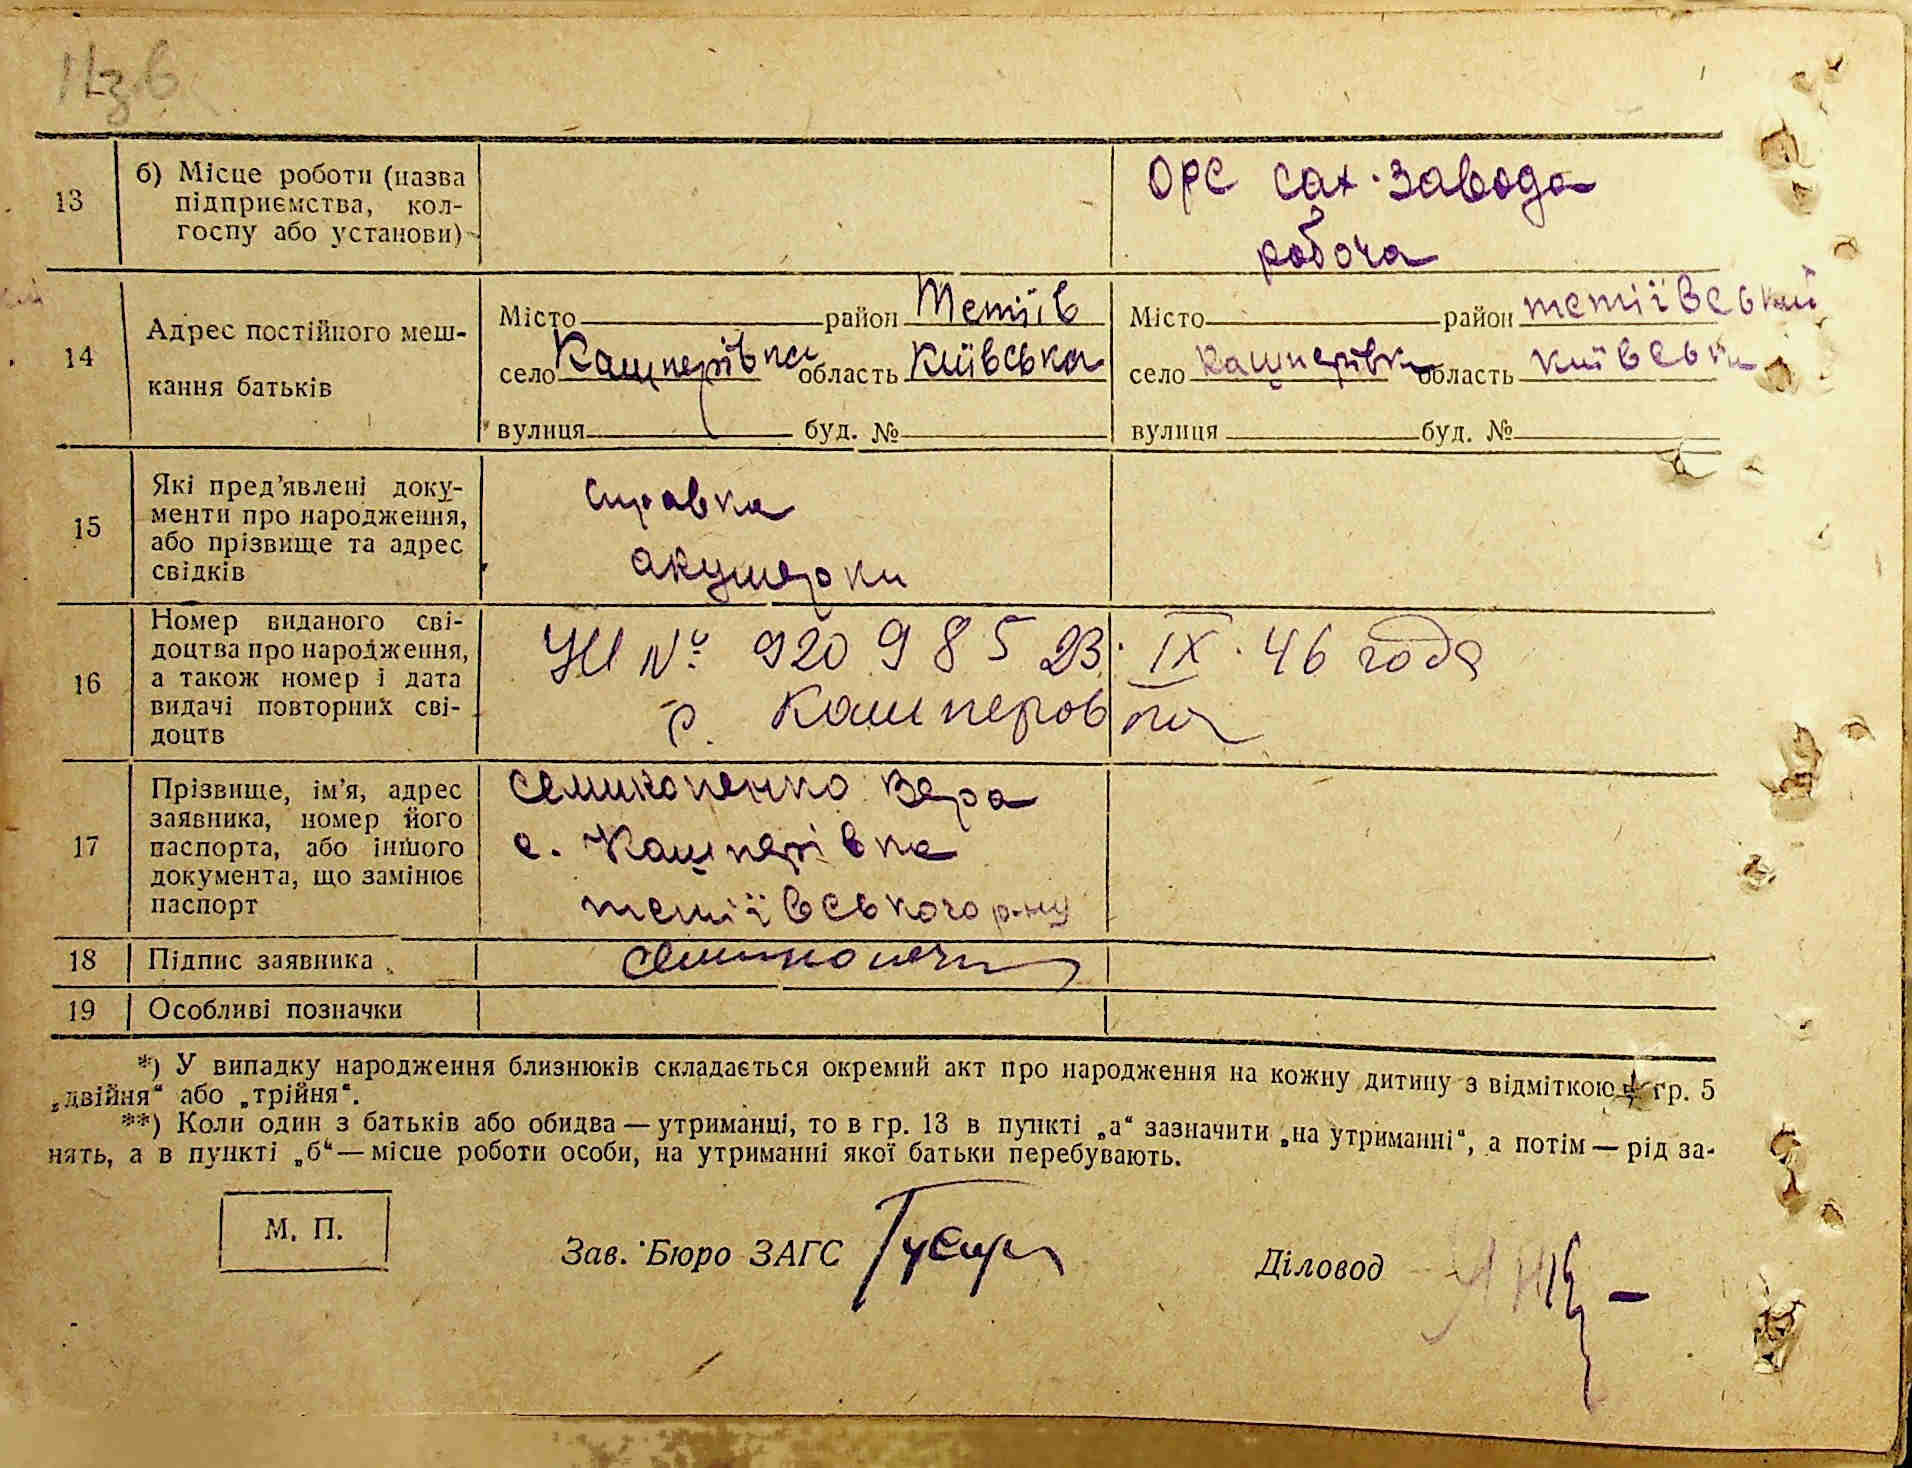 13 б) Місце роботи (назва підприємства, кол-
госпу або установи)
ОРС сах. завода
робоча
14 Адрес постійного меш-
кання батьків
Місто район Тетіїв
село Кашперівка область Київська
вулиця буд. №
Місто район тетіївський
село Кашперівка область Київськ
вулиця буд. №
15 Які пред'явлені доку-
менти про народження,
або прізвище та адрес
свідків
справка
акушерки
16 Номер виданого сві-
доцтва про народження,
а також номер і дата
видачі повторних сві-
доцтв
№ 920985 23. IX. 46 года
с. Кашперовка
17 Прізвище, ім'я, адрес
заявника, номер його
паспорта, або іншого
документа, що замінює
паспорт
Семикопенко Вера
с. Кашперівка
тетіївського р-ну
18 Підпис заявника
19 Особливі позначки
*) У випадку народження близнюків складається окремий акт про народження на кожну дитину з відміткою в гр. 5
„двійня“ або „трійня“.
**) Коли один з батьків або обидва — утриманці, то в гр. 13 в пункті „а“ зазначити „на утриманні“, а потім — рід за-
нять, а в пункті „б“ — місце роботи особи, на утриманні якої батьки перебувають.
М. П.
Зав. Бюро ЗАГС
Діловод